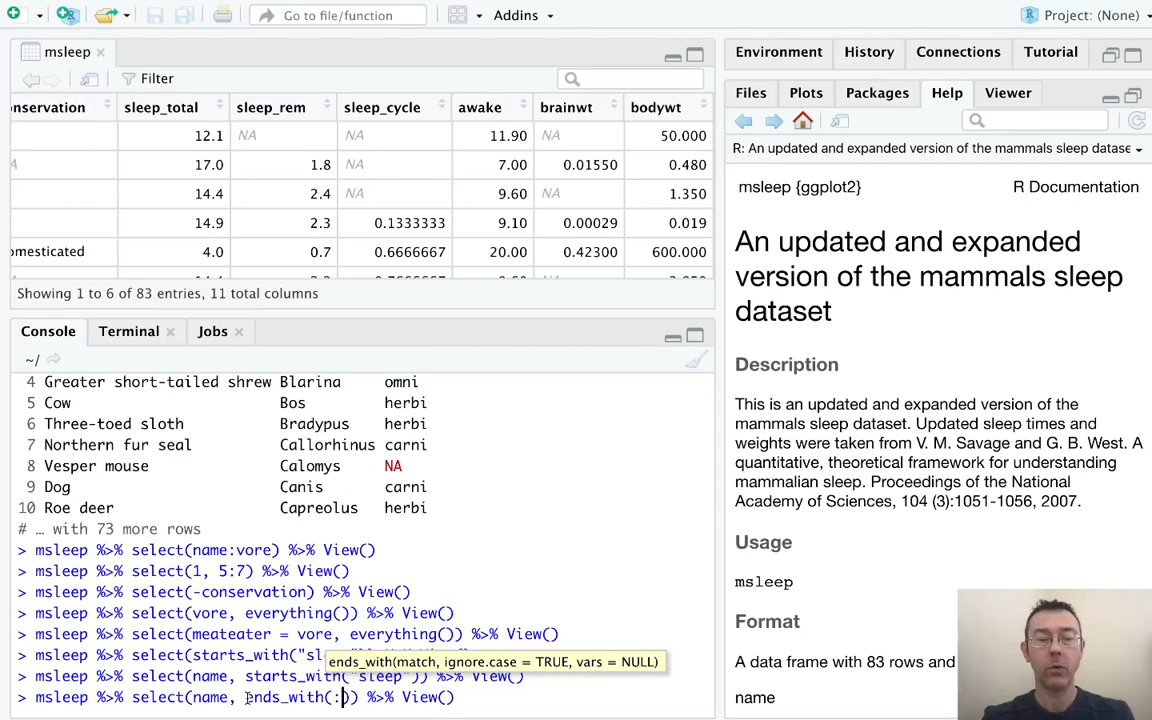 Go to file/function
Addins
Project: (None)
msleep
Filter
nservation sleep_total sleep_rem sleep_cycle awake brainwt bodywt
12.1 NA NA 11.90 NA 50.000
A 17.0 1.8 NA 7.00 0.01550 0.480
14.4 2.4 NA 9.60 NA 1.350
14.9 2.3 0.1333333 9.10 0.00029 0.019
omesticated 4.0 0.7 0.6666667 20.00 0.42300 600.000
Showing 1 to 6 of 83 entries, 11 total columns
Console Terminal Jobs
~/
4 Greater short-tailed shrew Blarina omni
5 Cow Bos herbi
6 Three-toed sloth Bradypus herbi
7 Northern fur seal Callorhinus carni
8 Vesper mouse Calomys NA
9 Dog Canis carni
10 Roe deer Capreolus herbi
# … with 73 more rows
> msleep %>% select(name:vore) %>% View()
> msleep %>% select(1, 5:7) %>% View()
> msleep %>% select(-conservation) %>% View()
> msleep %>% select(vore, everything()) %>% View()
> msleep %>% select(meateater = vore, everything()) %>% View()
> msleep %>% select(starts_with("sl
ends_with(match, ignore.case = TRUE, vars = NULL)
> msleep %>% select(name, starts_with("sleep")) %>% View()
> msleep %>% select(name, ends_with(:)) %>% View()
Environment History Connections Tutorial
Files Plots Packages Help Viewer
R: An updated and expanded version of the mammals sleep datase
msleep {ggplot2} R Documentation
An updated and expanded
version of the mammals sleep
dataset
Description
This is an updated and expanded version of the
mammals sleep dataset. Updated sleep times and
weights were taken from V. M. Savage and G. B. West. A
quantitative, theoretical framework for understanding
mammalian sleep. Proceedings of the National
Academy of Sciences, 104 (3):1051-1056, 2007.
Usage
msleep
Format
A data frame with 83 rows and
name